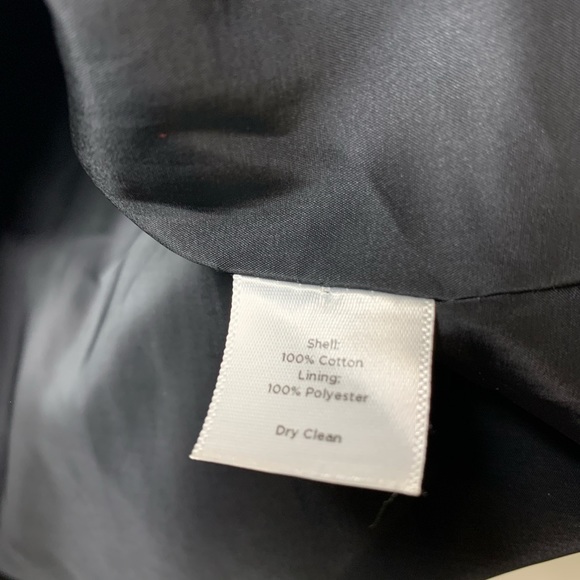 Shell:
100% Cotton
Lining:
100% Polyester
Dry Clean